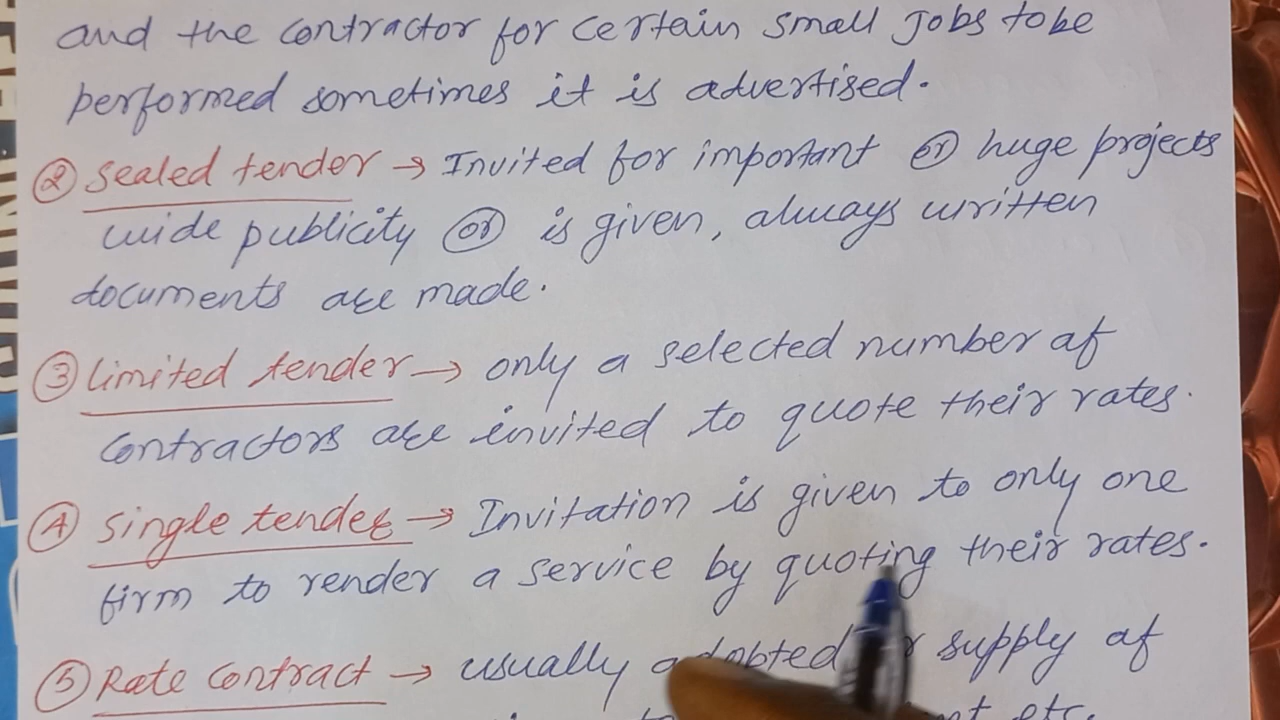 and the contractor for certain small jobs to be
performed sometimes it is advertised.
② Sealed tender → Invited for important or huge projects
wide publicity or is given, always written
documents are made.
③ limited tender → only a selected number of
contractors are invited to quote their rates.
④ Single tender → Invitation is given to only one
firm to render a service by quoting their rates.
⑤ Rate contract → usually adopted supply of
etc.